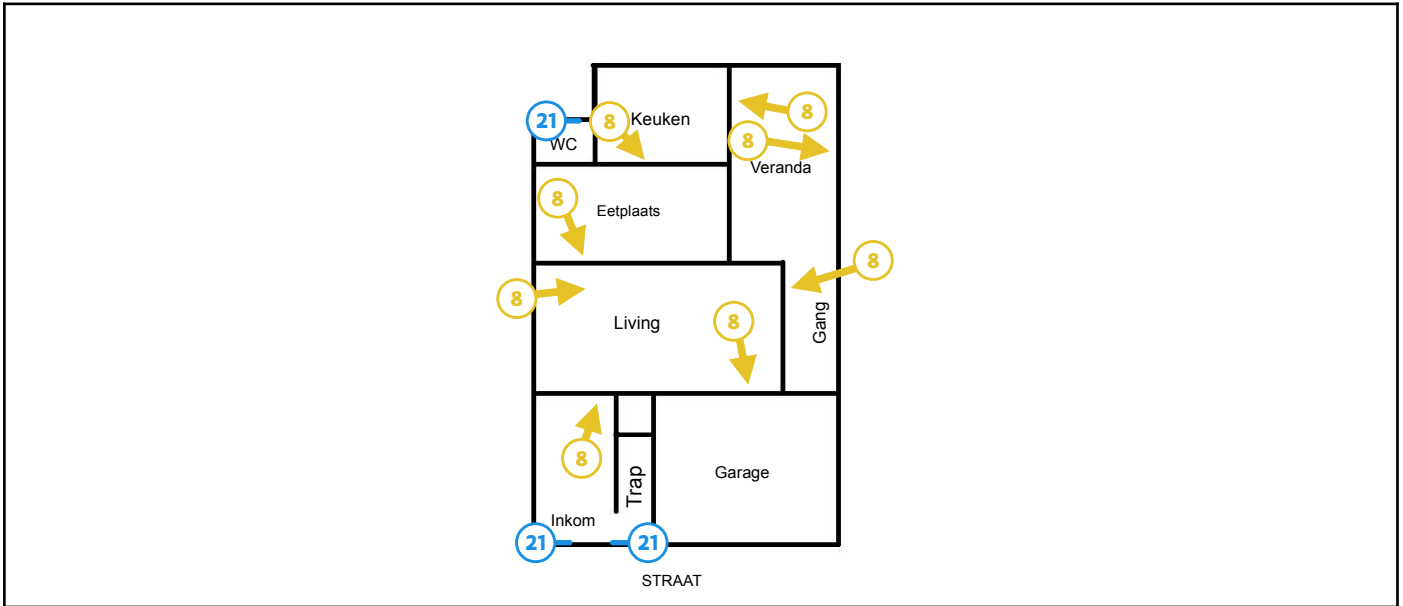 21
8
Keuken
8
WC
8
Veranda
8
Eetplaats
8
8
Living
8
Gang
8
Trap
Garage
Inkom
21
21
STRAAT